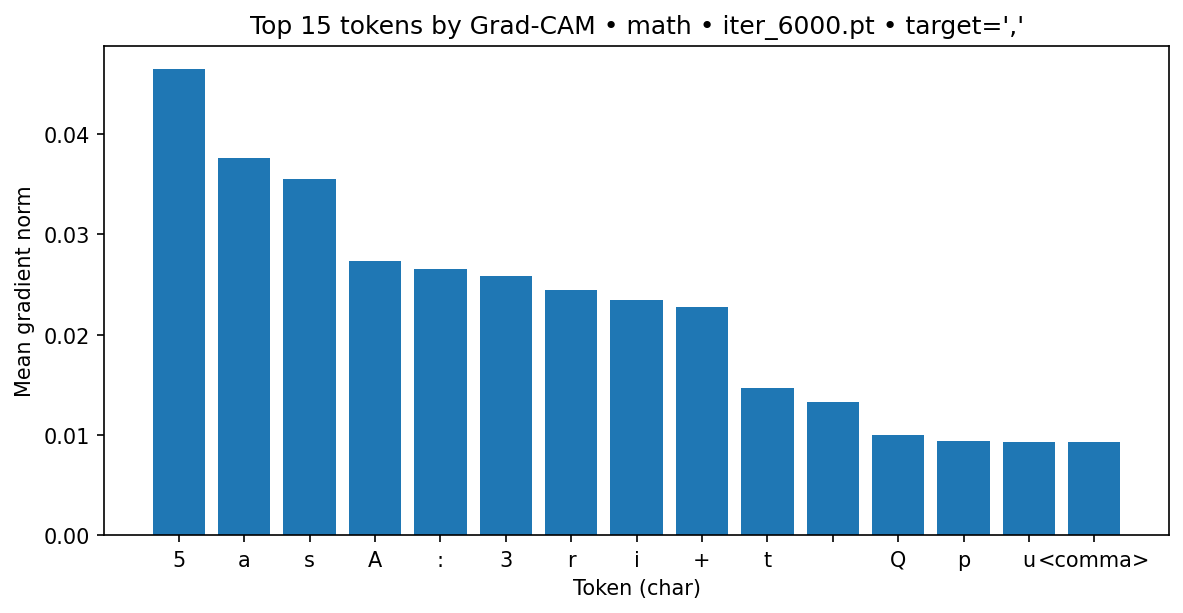 Top 15 tokens by Grad-CAM • math • iter_6000.pt • target=','
Mean gradient norm
0.04
0.03
0.02
0.01
0.00
5 a s A : 3 r i + t Q p u <comma>
Token (char)